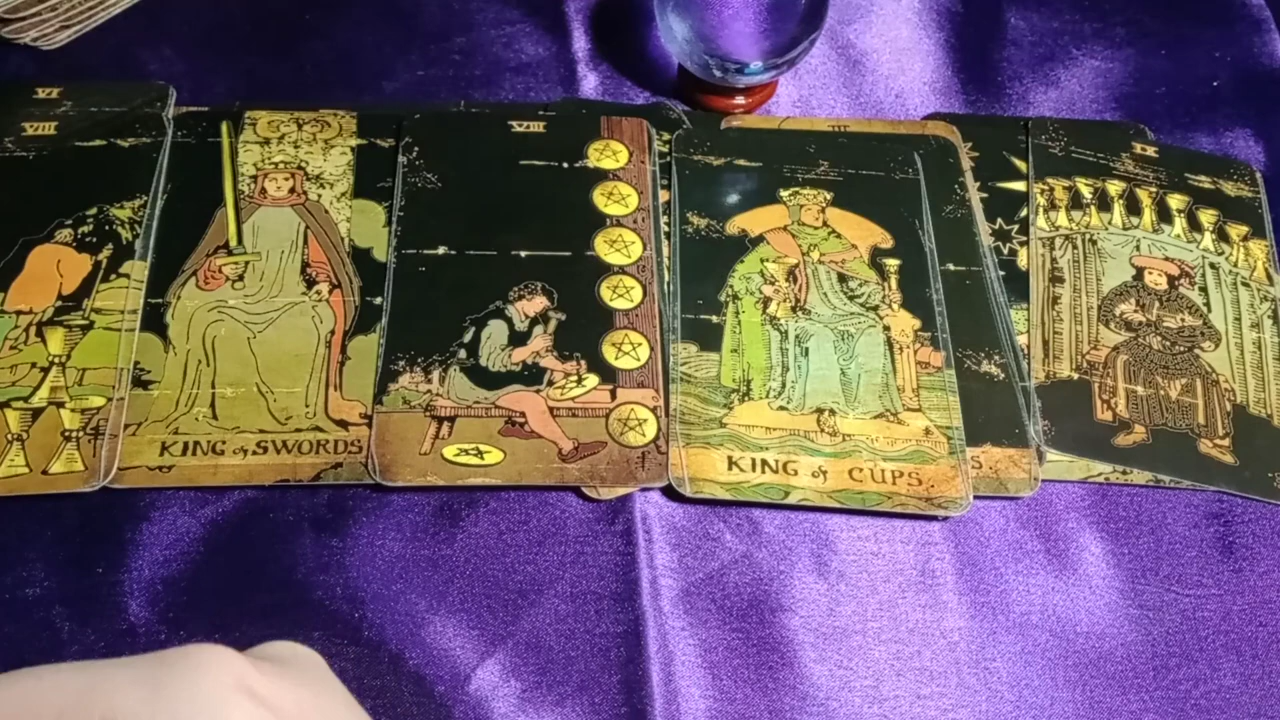 VI
VIII
VIII
III
IX
KING of SWORDS
KING of CUPS.
S.